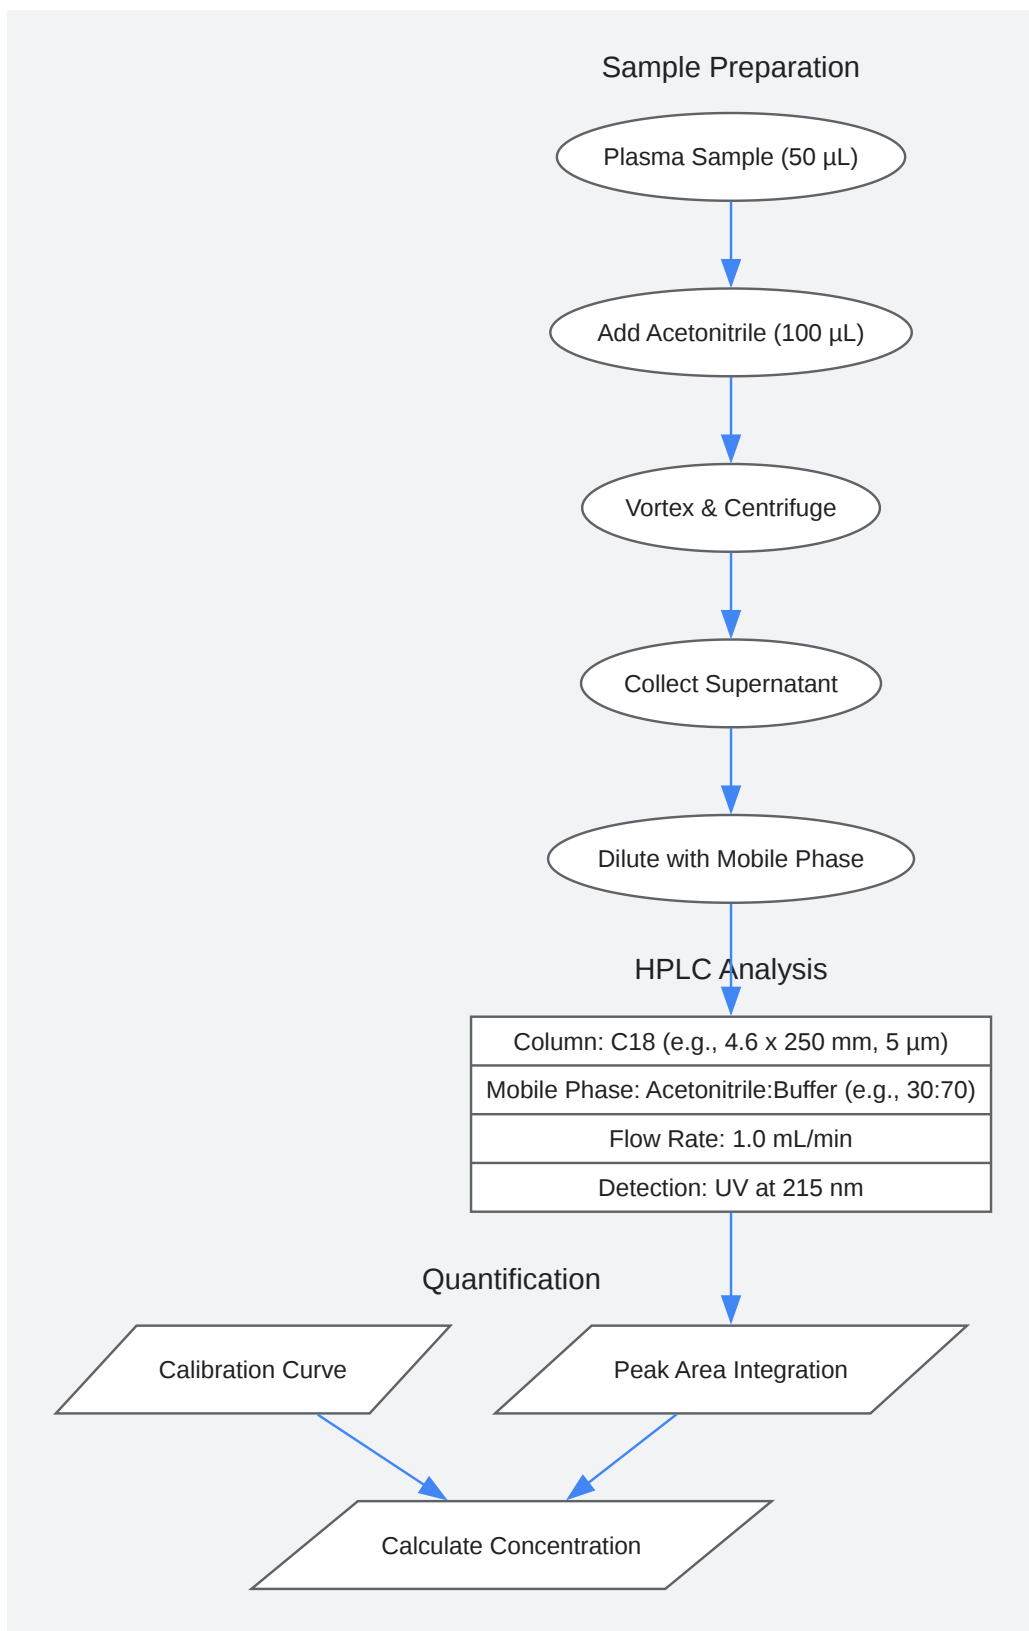 Sample Preparation
Plasma Sample (50 µL)
Add Acetonitrile (100 µL)
Vortex & Centrifuge
Collect Supernatant
Dilute with Mobile Phase
HPLC Analysis
Column: C18 (e.g., 4.6 x 250 mm, 5 µm)
Mobile Phase: Acetonitrile:Buffer (e.g., 30:70)
Flow Rate: 1.0 mL/min
Detection: UV at 215 nm
Quantification
Calibration Curve
Peak Area Integration
Calculate Concentration